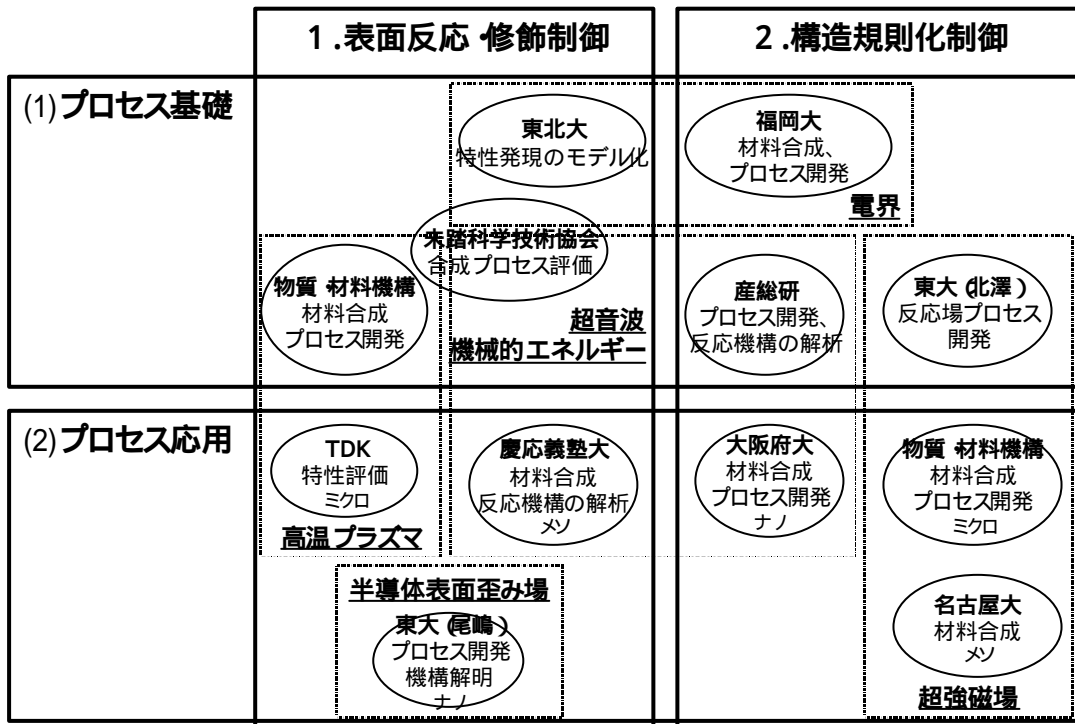 1 .表面反応・修飾制御
2 .構造規則化制御
(1)プロセス基礎
東北大
特性発現のモデル化
福岡大
材料合成、
プロセス開発
電界
未踏科学技術協会
合成プロセス評価
物質・材料機構
材料合成
プロセス開発
超音波
機械的エネルギー
産総研
プロセス開発、
反応機構の解析
東大(北澤)
反応場プロセス
開発
(2)プロセス応用
TDK
特性評価
ミクロ
高温プラズマ
慶応義塾大
材料合成
反応機構の解析
メソ
大阪府大
材料合成
プロセス開発
ナノ
物質・材料機構
材料合成
プロセス開発
ミクロ
半導体表面歪み場
東大(尾嶋)
プロセス開発
機構解明
ナノ
名古屋大
材料合成
メソ
超強磁場